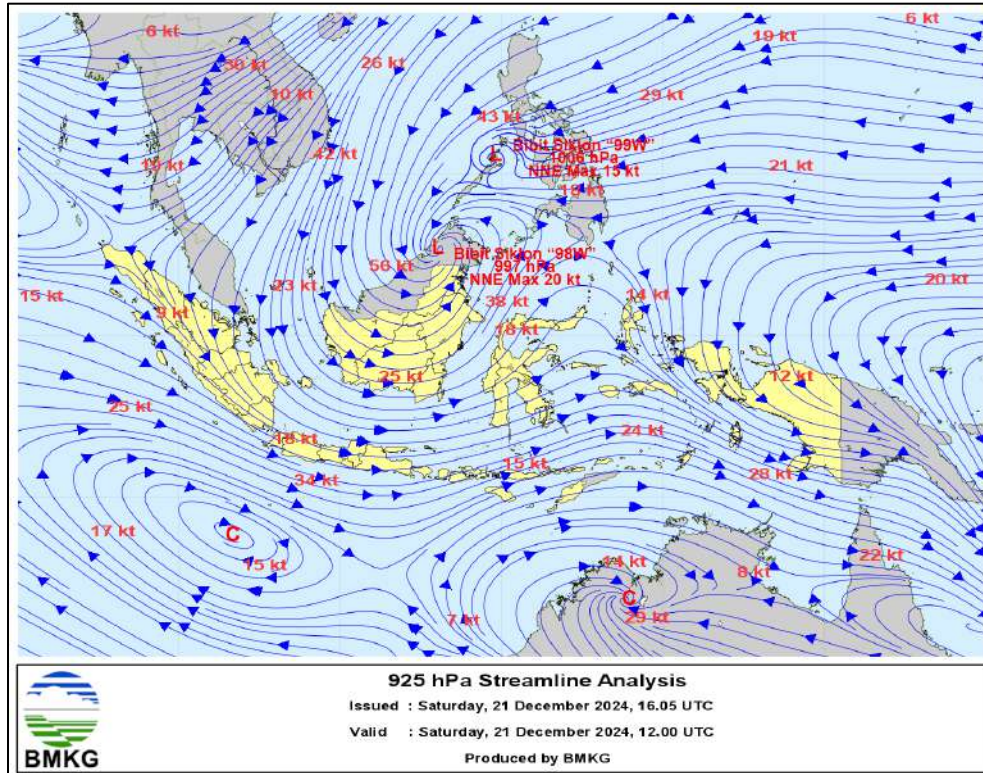 6 kt
6 kt
19 kt
30 kt
26 kt
10 kt
29 kt
43 kt
42 kt
Bibit Siklon "99W"
L
1006 hPa
NNE Max 15 kt
21 kt
18 kt
L
Bibit Siklon "98W"
56 kt
997 hPa
NNE Max 20 kt
20 kt
23 kt
15 kt
38 kt
14 kt
9 kt
18 kt
25 kt
12 kt
25 kt
18 kt
24 kt
15 kt
28 kt
34 kt
17 kt
C
15 kt
14 kt
22 kt
8 kt
C
29 kt
7 kt
BMKG
925 hPa Streamline Analysis
Issued : Saturday, 21 December 2024, 16.05 UTC
Valid : Saturday, 21 December 2024, 12.00 UTC
Produced by BMKG